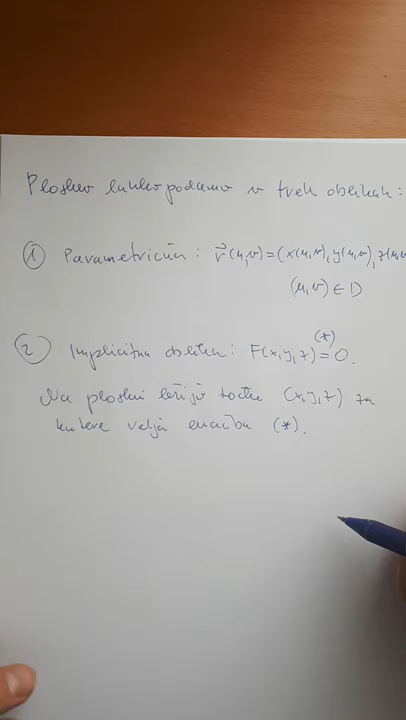 Ploskev lahko podamo v treh oblikah:
① Parametrična: r⃗(u,v)=(x(u,v),y(u,v),z(u,v
(u,v)∈D
② Implicitna oblika: F(x,y,z)=0. (*)
Na ploskvi ležijo točke (x,y,z) za
katere velja enačba (*).